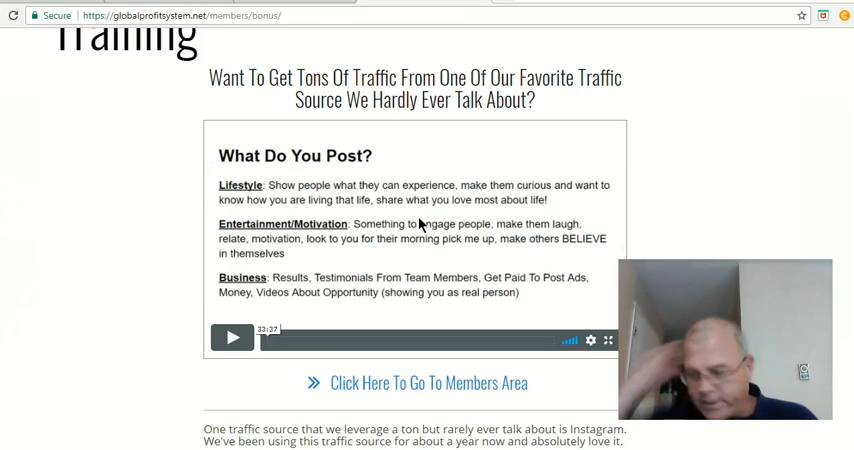 Secure https://globalprofitsystem.net/members/bonus/
Training
Want To Get Tons Of Traffic From One Of Our Favorite Traffic
Source We Hardly Ever Talk About?
What Do You Post?
Lifestyle: Show people what they can experience, make them curious and want to
know how you are living that life, share what you love most about life!
Entertainment/Motivation: Something to engage people, make them laugh,
relate, motivation, look to you for their morning pick me up, make others BELIEVE
in themselves
Business: Results, Testimonials From Team Members, Get Paid To Post Ads,
Money, Videos About Opportunity (showing you as real person)
33:37
Click Here To Go To Members Area
One traffic source that we leverage a ton but rarely ever talk about is Instagram.
We've been using this traffic source for about a year now and absolutely love it.